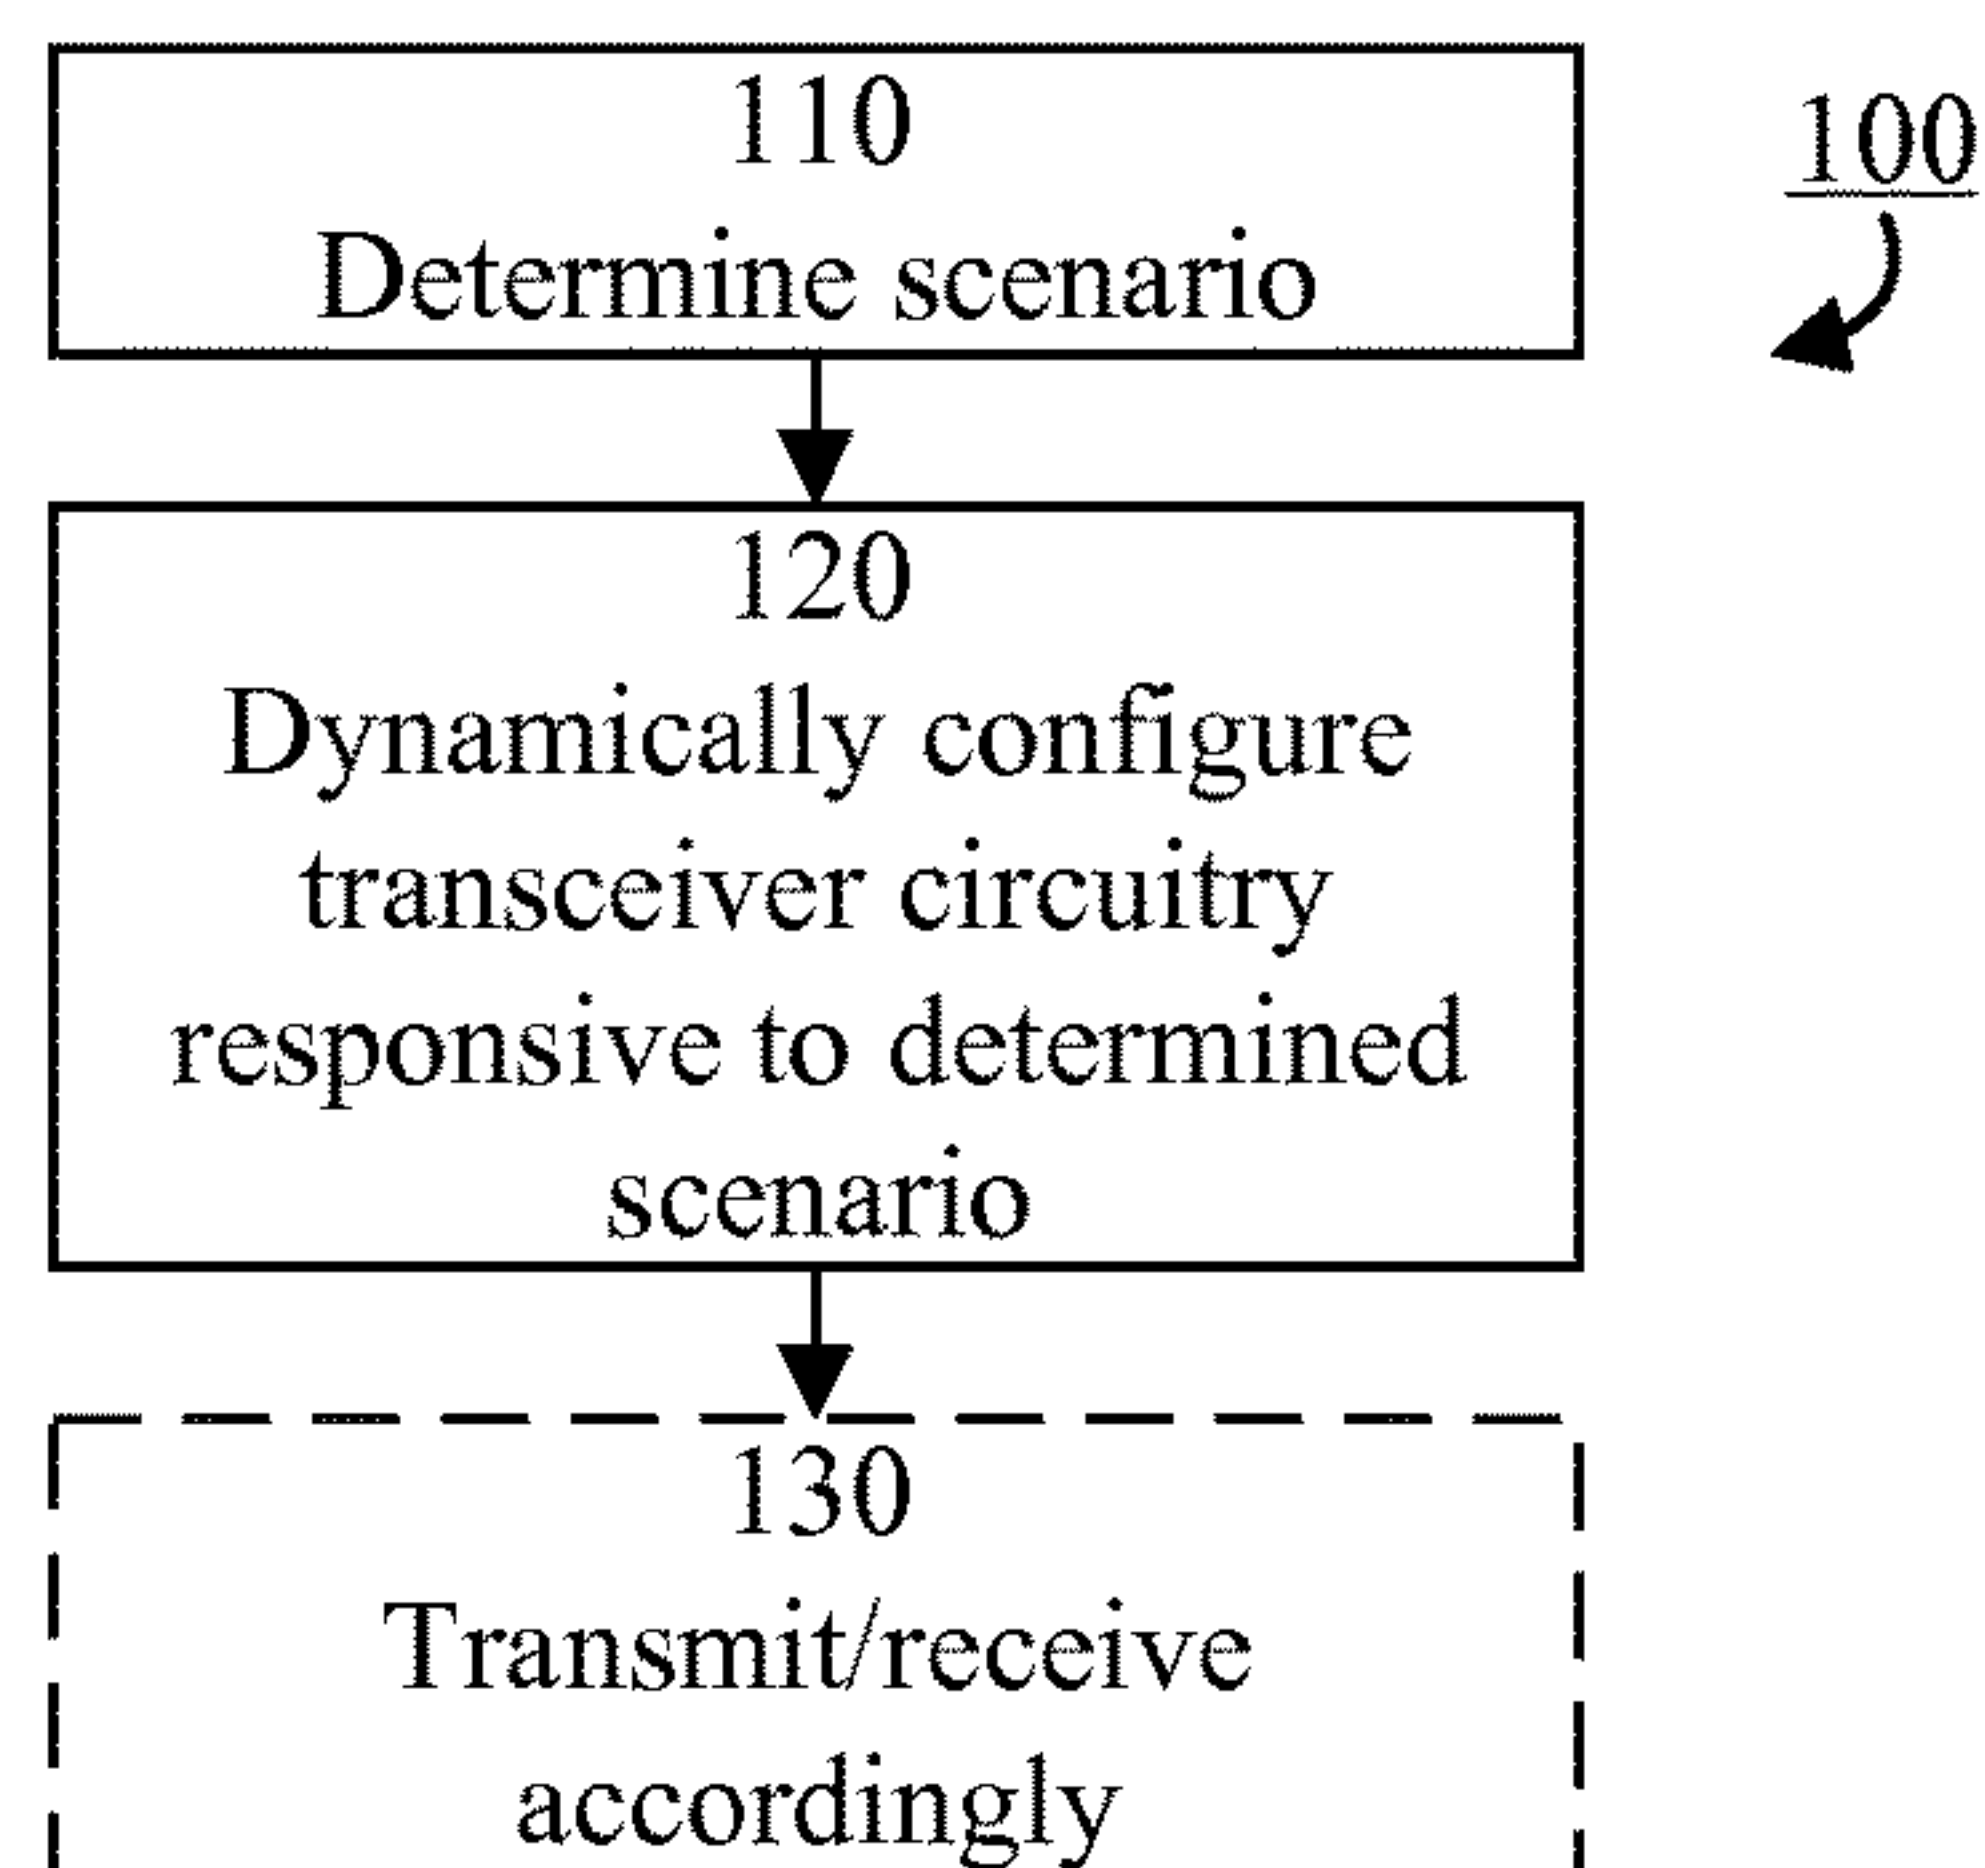 110
Determine scenario
100
120
Dynamically configure
transceiver circuitry
responsive to determined
scenario
130
Transmit/receive
accordingly